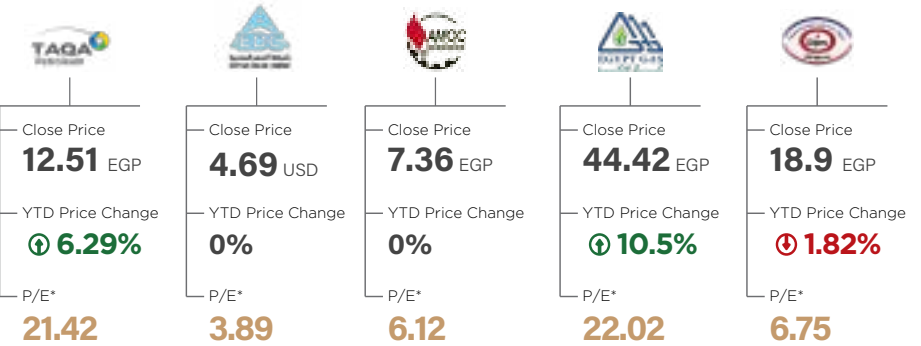 TAQA
AMOC
EGYPT GAS
Close Price
12.51 EGP
YTD Price Change
6.29%
P/E*
21.42
Close Price
4.69 USD
YTD Price Change
0%
P/E*
3.89
Close Price
7.36 EGP
YTD Price Change
0%
P/E*
6.12
Close Price
44.42 EGP
YTD Price Change
10.5%
P/E*
22.02
Close Price
18.9 EGP
YTD Price Change
1.82%
P/E*
6.75